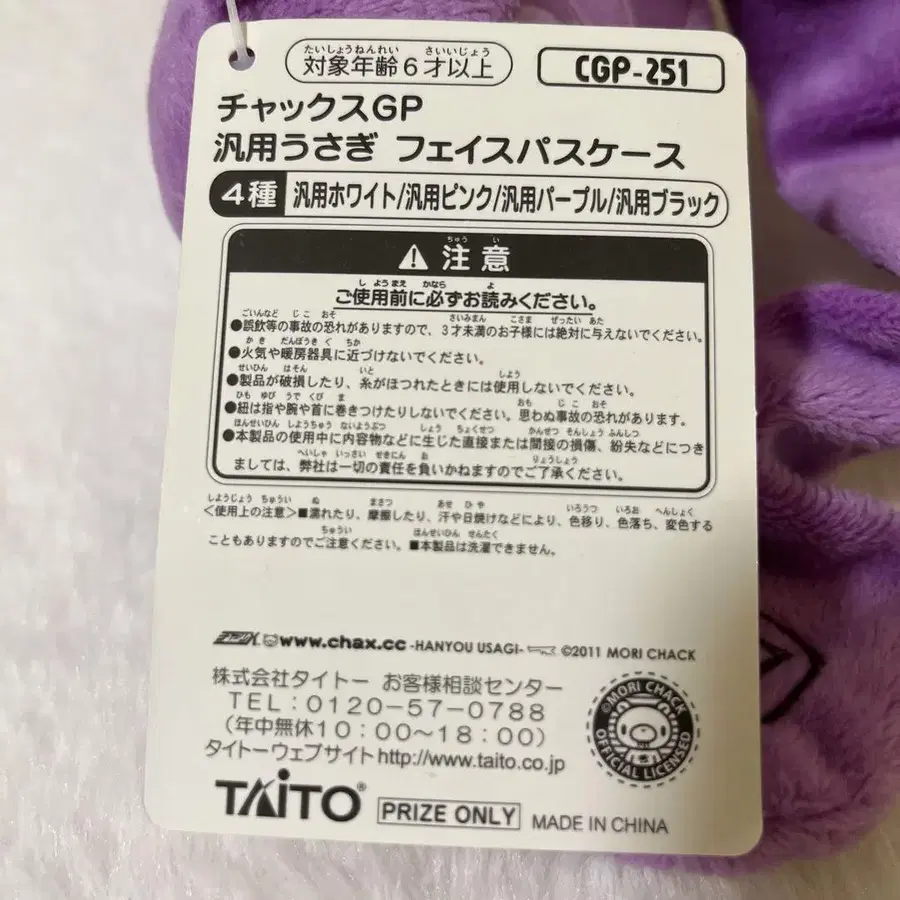 対象年齢6才以上
たいしょうねんれい さいいじょう
CGP-251
チャックスGP
汎用うさぎ フェイスパスケース
4種 汎用ホワイト/汎用ピンク/汎用パープル/汎用ブラック
ちゅう い
注意
し ようまえ かなら よ
ご使用前に必ずお読みください。
ごいんなど じ こ おそ さいみまん こさま ぜったい あた
●誤飲等の事故の恐れがありますので、3才未満のお子様には絶対に与えないでください。
か き だんぼうき ぐ ちか
●火気や暖房器具に近づけないでください。
せいひん はそん いと しよう
●製品が破損したり、糸がほつれたときには使用しないでください。
ひも ゆび うで くび ま おも じ こ おそ
●紐は指や腕や首に巻きつけたりしないでください。思わぬ事故の恐れがあります。
ほんせいひん しようちゅう ないようぶつ しょう ちょくせつ かんせつ そんしょう ふんしつ
●本製品の使用中に内容物などに生じた直接または間接の損傷、紛失などにつき
へいしゃ いっさい せきにん お りょうしょう
ましては、弊社は一切の責任を負いかねますのでご了承ください。
しようじょう ちゅうい ぬ まさつ あせ ひや いろうつ いろお へんしょく
<使用上の注意>■濡れたり、摩擦したり、汗や日焼けなどにより、色移り、色落ち、変色する
ちゅうい ほんせいひん せんたく
こともありますのでご注意ください。■本製品は洗濯できません。
www.chax.cc -HANYOU USAGI- ©2011 MORI CHACK
株式会社タイトー お客様相談センター
TEL:0120-57-0788
(年中無休10:00〜18:00)
タイトーウェブサイトhttp://www.taito.co.jp
©MORI CHACK
OFFICIAL LICENSED
TAITO PRIZE ONLY MADE IN CHINA